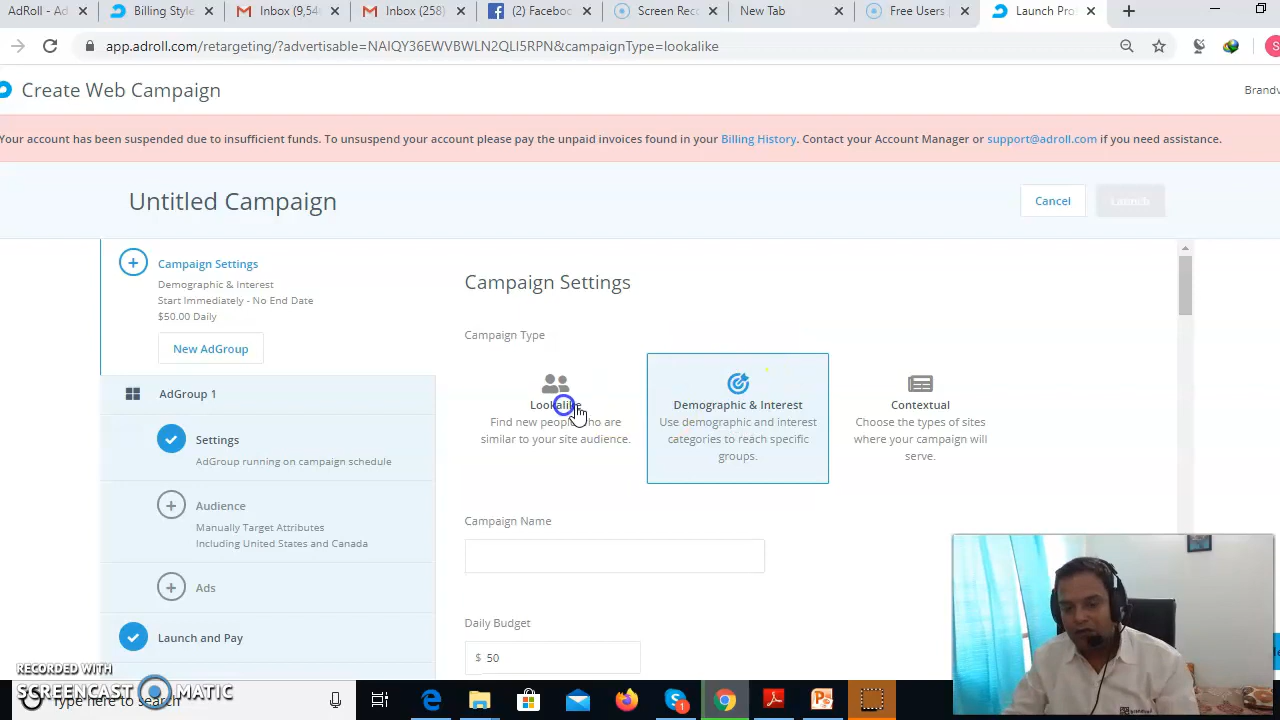 AdRoll - Ad
Billing Style
Inbox (9,54
Inbox (258)
(2) Faceboo
Screen Rec
New Tab
Free Users
Launch Pro
app.adroll.com/retargeting/?advertisable=NAIQY36EWVBWLN2QLI5RPN&campaignType=lookalike
Create Web Campaign
Brandv
Your account has been suspended due to insufficient funds. To unsuspend your account please pay the unpaid invoices found in your Billing History. Contact your Account Manager or support@adroll.com if you need assistance.
Untitled Campaign
Cancel
Launch
Campaign Settings
Demographic & Interest
Start Immediately - No End Date
$50.00 Daily
New AdGroup
AdGroup 1
Settings
AdGroup running on campaign schedule
Audience
Manually Target Attributes
Including United States and Canada
Ads
Launch and Pay
Campaign Settings
Campaign Type
Lookalike
Find new people who are
similar to your site audience.
Demographic & Interest
Use demographic and interest
categories to reach specific
groups.
Contextual
Choose the types of sites
where your campaign will
serve.
Campaign Name
Daily Budget
$ 50
RECORDED WITH
SCREENCAST MATIC
Type here to search